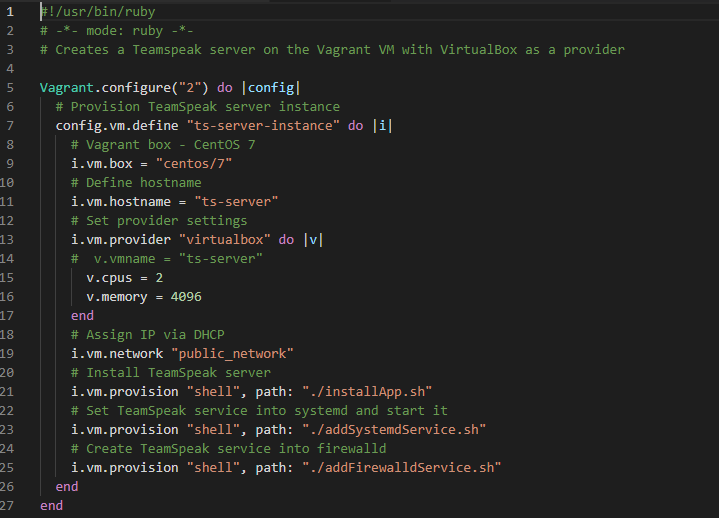 1 #!/usr/bin/ruby
2 # -*- mode: ruby -*-
3 # Creates a Teamspeak server on the Vagrant VM with VirtualBox as a provider
4
5 Vagrant.configure("2") do |config|
6   # Provision TeamSpeak server instance
7   config.vm.define "ts-server-instance" do |i|
8     # Vagrant box - CentOS 7
9     i.vm.box = "centos/7"
10     # Define hostname
11     i.vm.hostname = "ts-server"
12     # Set provider settings
13     i.vm.provider "virtualbox" do |v|
14     #  v.vmname = "ts-server"
15       v.cpus = 2
16       v.memory = 4096
17     end
18     # Assign IP via DHCP
19     i.vm.network "public_network"
20     # Install TeamSpeak server
21     i.vm.provision "shell", path: "./installApp.sh"
22     # Set TeamSpeak service into systemd and start it
23     i.vm.provision "shell", path: "./addSystemdService.sh"
24     # Create TeamSpeak service into firewalld
25     i.vm.provision "shell", path: "./addFirewalldService.sh"
26   end
27 end